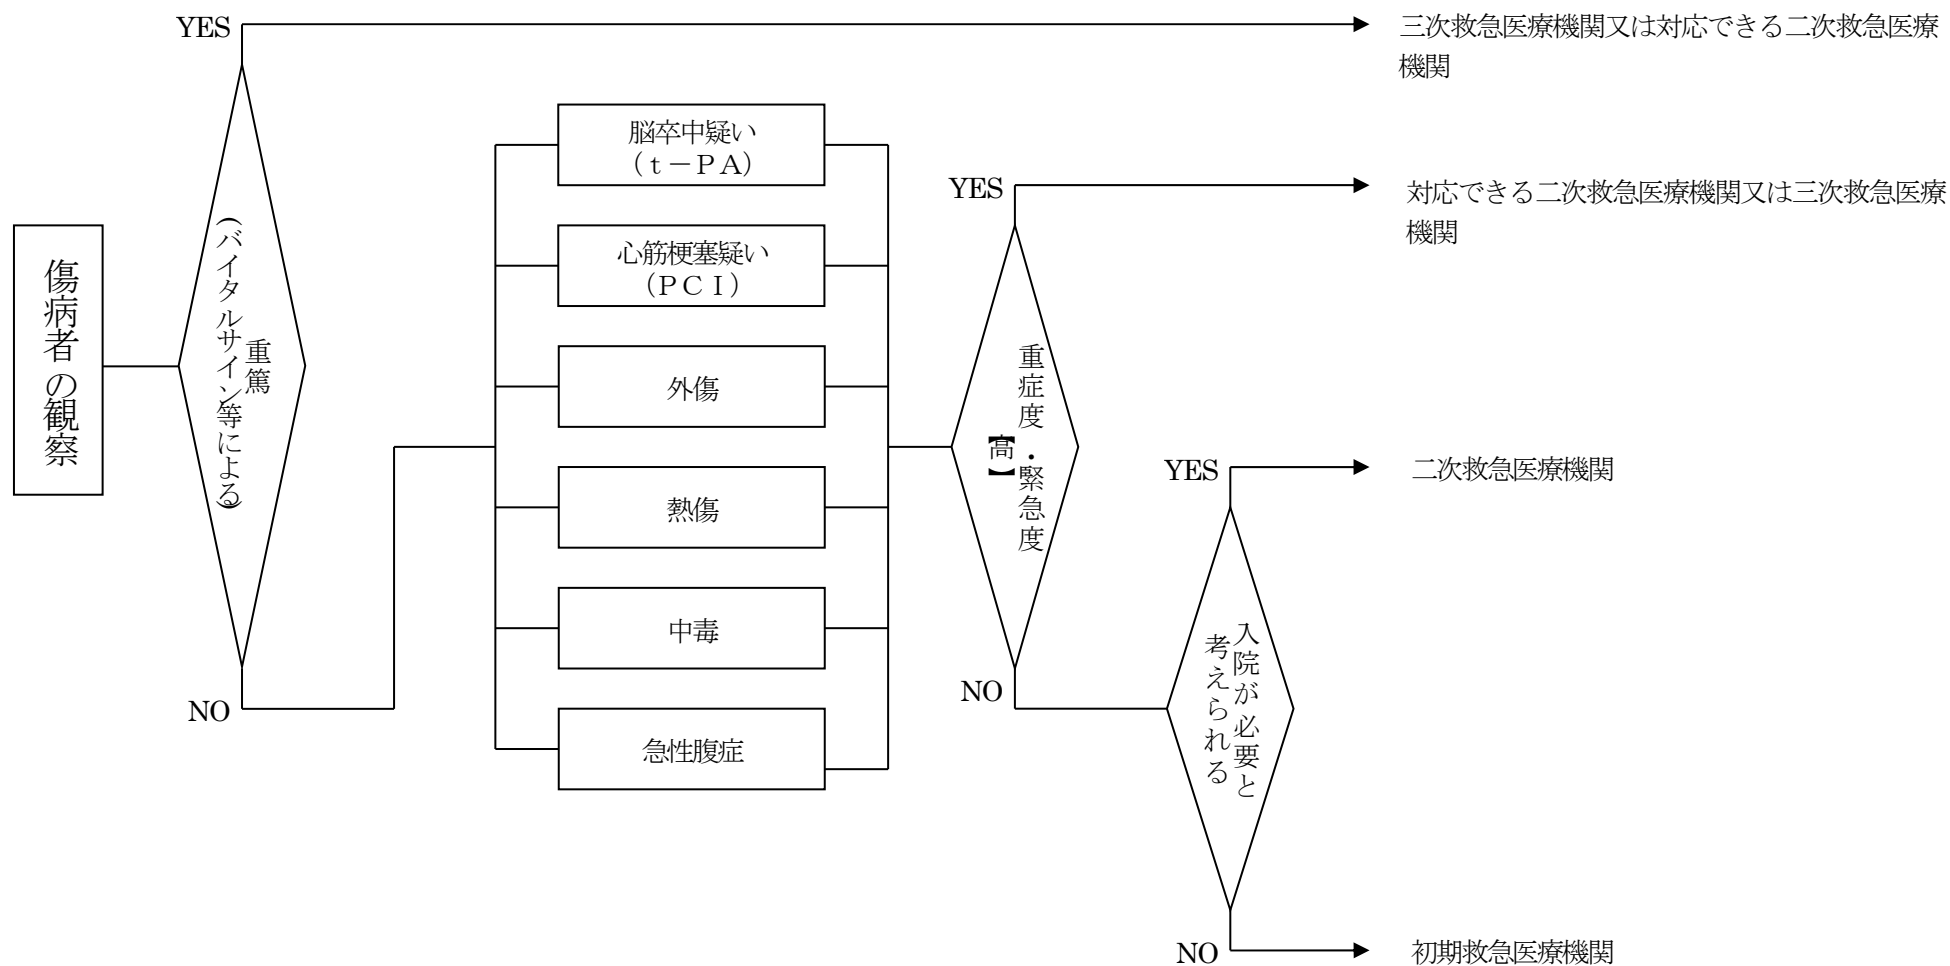 傷病者の観察
YES
重篤
(バイタルサイン等による)
NO
三次救急医療機関又は対応できる二次救急医療
機関
脳卒中疑い
（ｔ－ＰＡ）
心筋梗塞疑い
（ＰＣＩ）
外傷
熱傷
中毒
急性腹症
YES
重症度・緊急度
【高】
NO
対応できる二次救急医療機関又は三次救急医療
機関
YES
入院が必要と
考えられる
NO
二次救急医療機関
初期救急医療機関